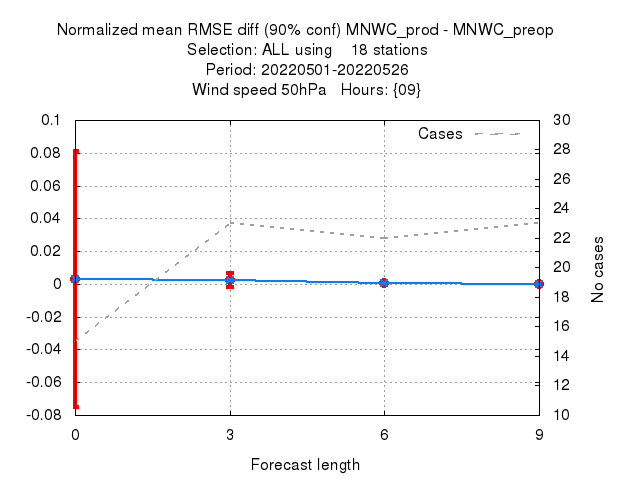 Normalized mean RMSE diff (90% conf) MNWC_prod - MNWC_preop
Selection: ALL using 18 stations
Period: 20220501-20220526
Wind speed 50hPa Hours: {09}
Cases
0.1
0.08
0.06
0.04
0.02
0
-0.02
-0.04
-0.06
-0.08
30
28
26
24
22
20
18
16
14
12
10
No cases
0 3 6 9
Forecast length